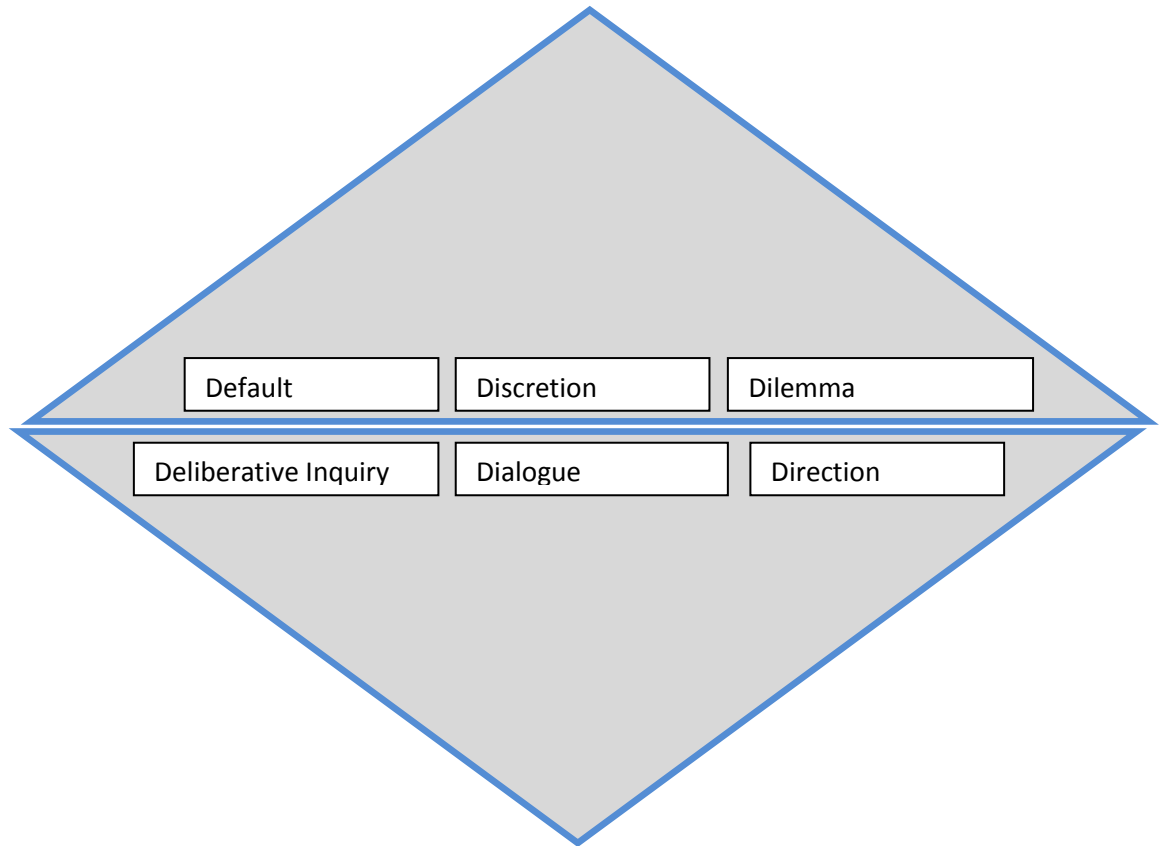 Default
Discretion
Dilemma
Deliberative Inquiry
Dialogue
Direction